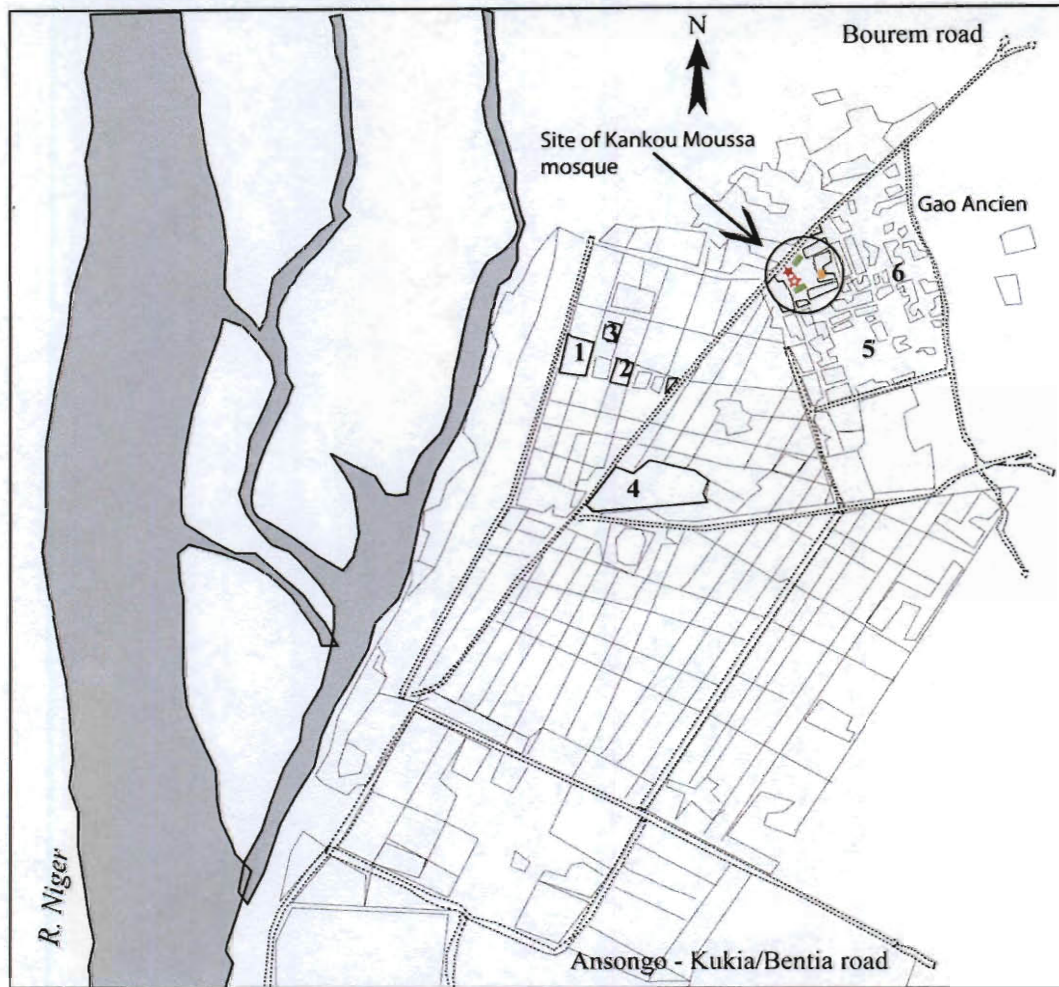 N
Bourem road
Site of Kankou Moussa
mosque
Gao Ancien
6
3
1
5
2
4
R. Niger
Ansongo - Kukia/Bentia road